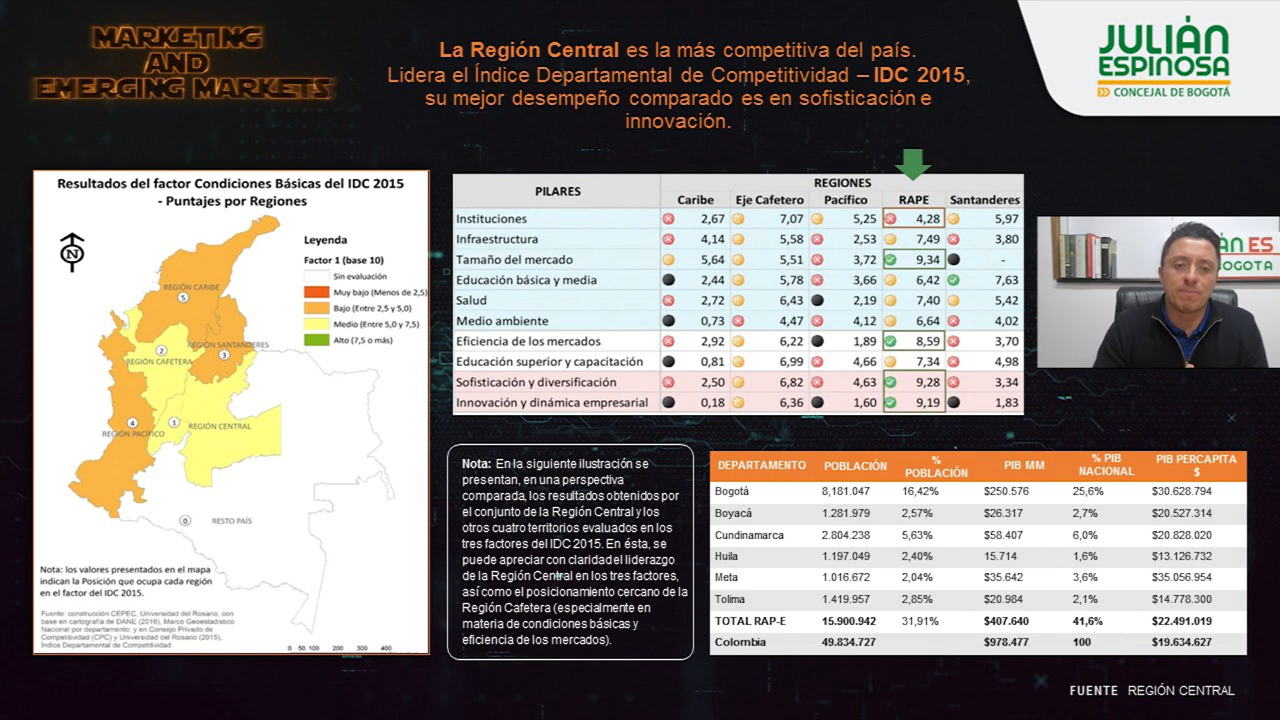 MARKETING
AND
EMERGING MARKETS
La Región Central es la más competitiva del país.
Lidera el Índice Departamental de Competitividad – IDC 2015,
su mejor desempeño comparado es en sofisticación e
innovación.
JULIÁN
ESPINOSA
CONCEJAL DE BOGOTÁ
Resultados del factor Condiciones Básicas del IDC 2015
- Puntajes por Regiones
N
Leyenda
Factor 1 (base 10)
Sin evaluación
Muy bajo (Menos de 2,5)
Bajo (Entre 2,5 y 5,0)
Medio (Entre 5,0 y 7,5)
Alto (7,5 o más)
REGIÓN CARIBE
5
REGIÓN SANTANDERES
2
3
REGIÓN CAFETERA
4
1
REGIÓN CENTRAL
REGIÓN PACÍFICO
0
RESTO PAÍS
Nota: los valores presentados en el mapa
indican la Posición que ocupa cada región
en el factor del IDC 2015.
Fuente: construcción CEPEC, Universidad del Rosario, con
base en cartografía de DANE (2016), Marco Geoestadístico
Nacional por departamento; y en Consejo Privado de
Competitividad (CPC) y Universidad del Rosario (2015),
Índice Departamental de Competitividad.
0 50 100 200 300 400
PILARES REGIONES
Caribe Eje Cafetero Pacífico RAPE Santanderes
Instituciones 2,67 7,07 5,25 4,28 5,97
Infraestructura 4,14 5,58 2,53 7,49 3,80
Tamaño del mercado 5,64 5,51 3,72 9,34 -
Educación básica y media 2,44 5,78 3,66 6,42 7,63
Salud 2,72 6,43 2,19 7,40 5,42
Medio ambiente 0,73 4,47 4,12 6,64 4,02
Eficiencia de los mercados 2,92 6,22 1,89 8,59 3,70
Educación superior y capacitación 0,81 6,99 4,66 7,34 4,98
Sofisticación y diversificación 2,50 6,82 4,63 9,28 3,34
Innovación y dinámica empresarial 0,18 6,36 1,60 9,19 1,83
ÁN ES
BOGOTA
Nota: En la siguiente ilustración se
presentan, en una perspectiva
comparada, los resultados obtenidos por
el conjunto de la Región Central y los
otros cuatro territorios evaluados en los
tres factores del IDC 2015. En ésta, se
puede apreciar con claridad el liderazgo
de la Región Central en los tres factores,
así como el posicionamiento cercano de la
Región Cafetera (especialmente en
materia de condiciones básicas y
eficiencia de los mercados).
DEPARTAMENTO POBLACIÓN % POBLACIÓN PIB MM % PIB NACIONAL PIB PERCAPITA $
Bogotá 8,181.047 16,42% $250.576 25,6% $30.628.794
Boyacá 1.281.979 2,57% $26.317 2,7% $20.527.314
Cundinamarca 2.804.238 5,63% $58.407 6,0% $20.828.020
Huila 1.197.049 2,40% 15.714 1,6% $13.126.732
Meta 1.016.672 2,04% $35.642 3,6% $35.056.954
Tolima 1.419.957 2,85% $20.984 2,1% $14.778.300
TOTAL RAP-E 15.900.942 31,91% $407.640 41,6% $22.491.019
Colombia 49.834.727 $978.477 100 $19.634.627
FUENTE REGIÓN CENTRAL